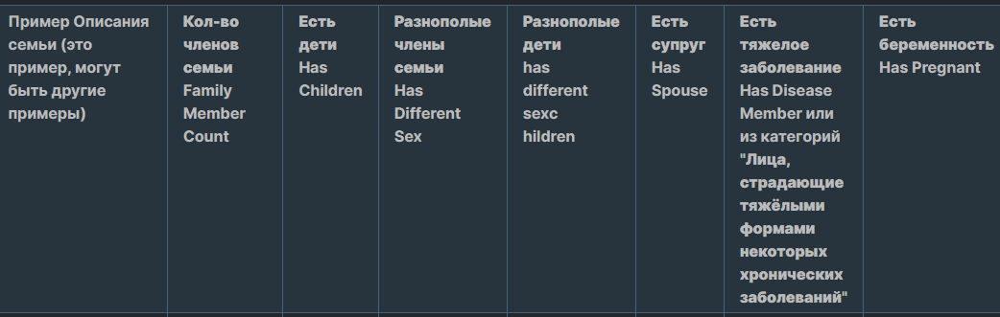 Пример Описания
семьи (это
пример, могут
быть другие
примеры)
Кол-во
членов
семьи
Family
Member
Count
Есть
дети
Has
Children
Разнополые
члены
семьи
Has
Different
Sex
Разнополые
дети
has
different
sexc
hildren
Есть
супруг
Has
Spouse
Есть
тяжелое
заболевание
Has Disease
Member или
из категорий
"Лица,
страдающие
тяжёлыми
формами
некоторых
хронических
заболеваний"
Есть
беременность
Has Pregnant